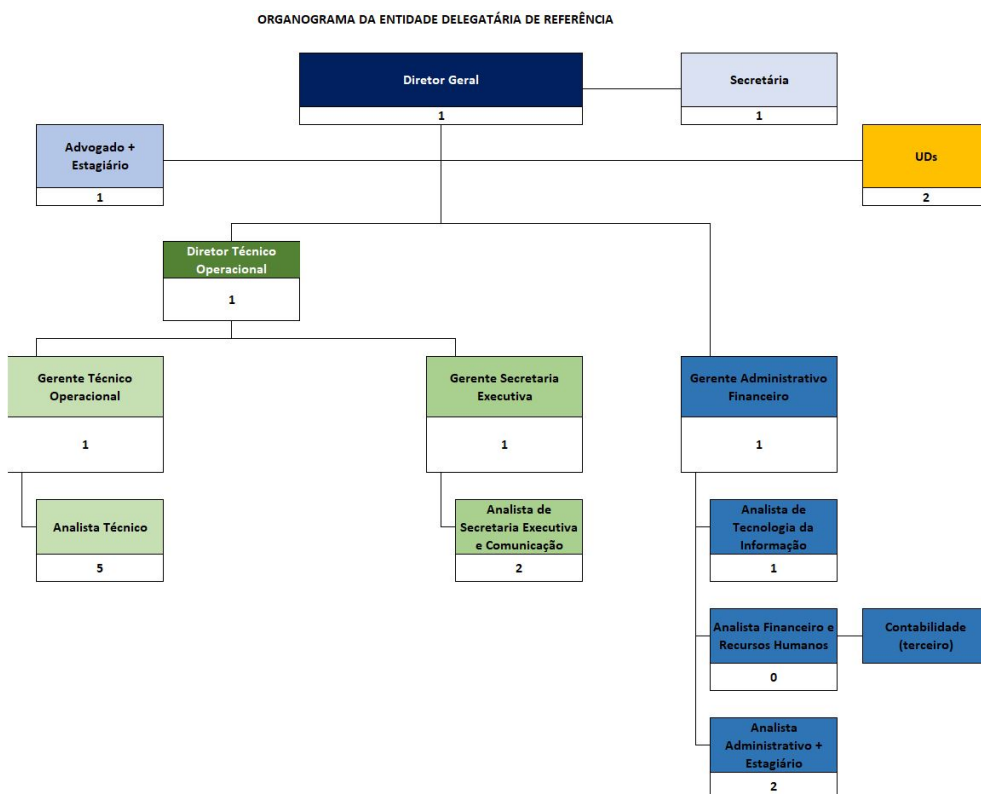 ORGANOGRAMA DA ENTIDADE DELEGATÁRIA DE REFERÊNCIA
Diretor Geral
1
Secretária
1
Advogado +
Estagiário
1
UDs
2
Diretor Técnico
Operacional
1
Gerente Técnico
Operacional
1
Gerente Secretaria
Executiva
1
Gerente Administrativo
Financeiro
1
Analista Técnico
5
Analista de
Secretaria Executiva
e Comunicação
2
Analista de
Tecnologia da
Informação
1
Analista Financeiro e
Recursos Humanos
0
Contabilidade
(terceiro)
Analista
Administrativo +
Estagiário
2